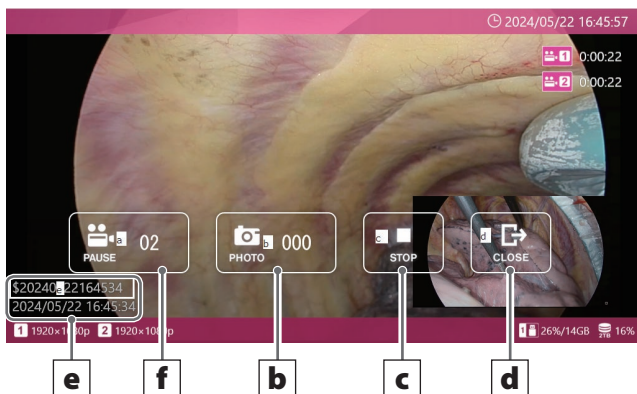 2024/05/22 16:45:57
1 0:00:22
2 0:00:22
a 02
PAUSE
b 000
PHOTO
c
STOP
d
CLOSE
$20240e22164534
2024/05/22 16:45:34
1 1920×1080p 2 1920×1080p
1 26%/14GB 2TB 16%
e f b c d